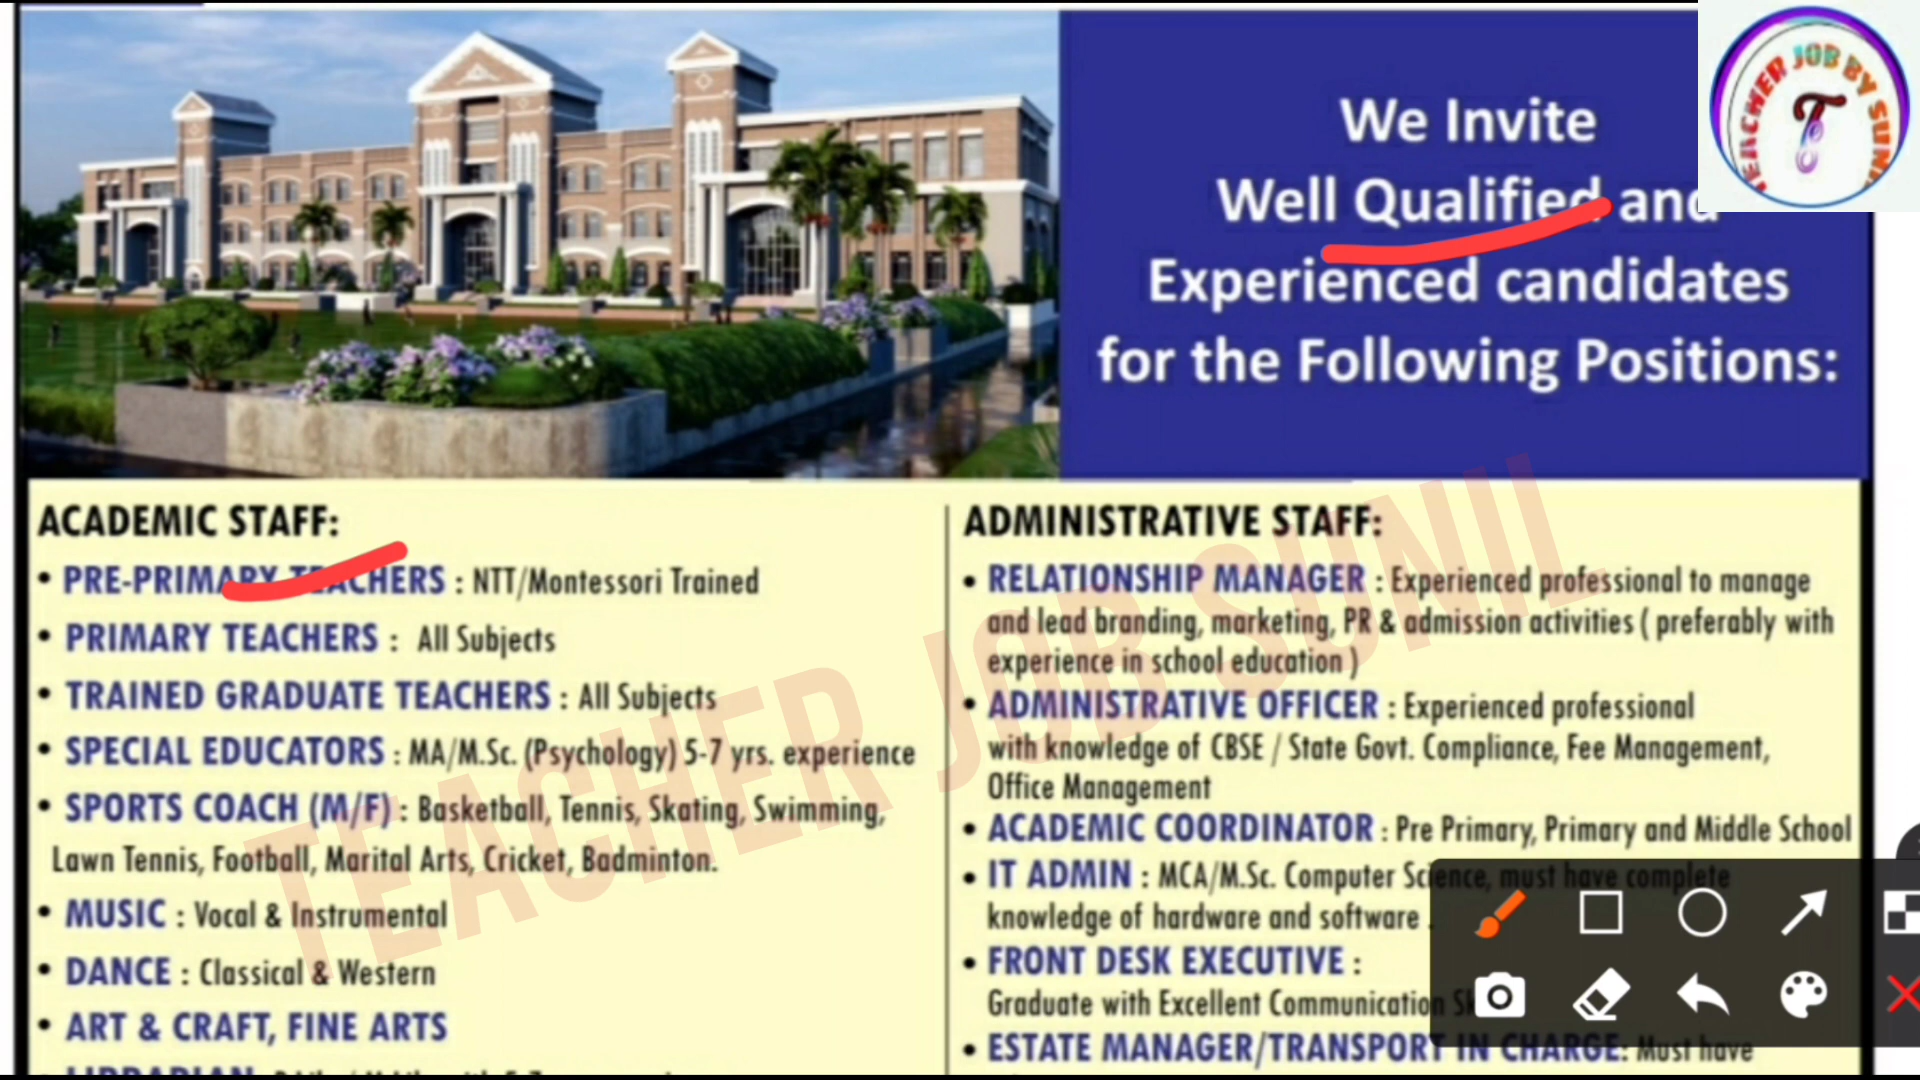 We Invite
Well Qualified and
Experienced candidates
for the Following Positions:
TEACHER JOB BY SUNIL
T
ACADEMIC STAFF:
• PRE-PRIMARY TEACHERS : NTT/Montessori Trained
• PRIMARY TEACHERS : All Subjects
• TRAINED GRADUATE TEACHERS : All Subjects
• SPECIAL EDUCATORS : MA/M.Sc. (Psychology) 5-7 yrs. experience
• SPORTS COACH (M/F) : Basketball, Tennis, Skating, Swimming,
Lawn Tennis, Football, Marital Arts, Cricket, Badminton.
• MUSIC : Vocal & Instrumental
• DANCE : Classical & Western
• ART & CRAFT, FINE ARTS
ADMINISTRATIVE STAFF:
• RELATIONSHIP MANAGER : Experienced professional to manage
and lead branding, marketing, PR & admission activities ( preferably with
experience in school education )
• ADMINISTRATIVE OFFICER : Experienced professional
with knowledge of CBSE / State Govt. Compliance, Fee Management,
Office Management
• ACADEMIC COORDINATOR : Pre Primary, Primary and Middle School
• IT ADMIN : MCA/M.Sc. Computer Science, must have complete
knowledge of hardware and software .
• FRONT DESK EXECUTIVE :
Graduate with Excellent Communication
• ESTATE MANAGER/TRANSPORT IN CHARGE: Must have
TEACHER JOB SUNIL